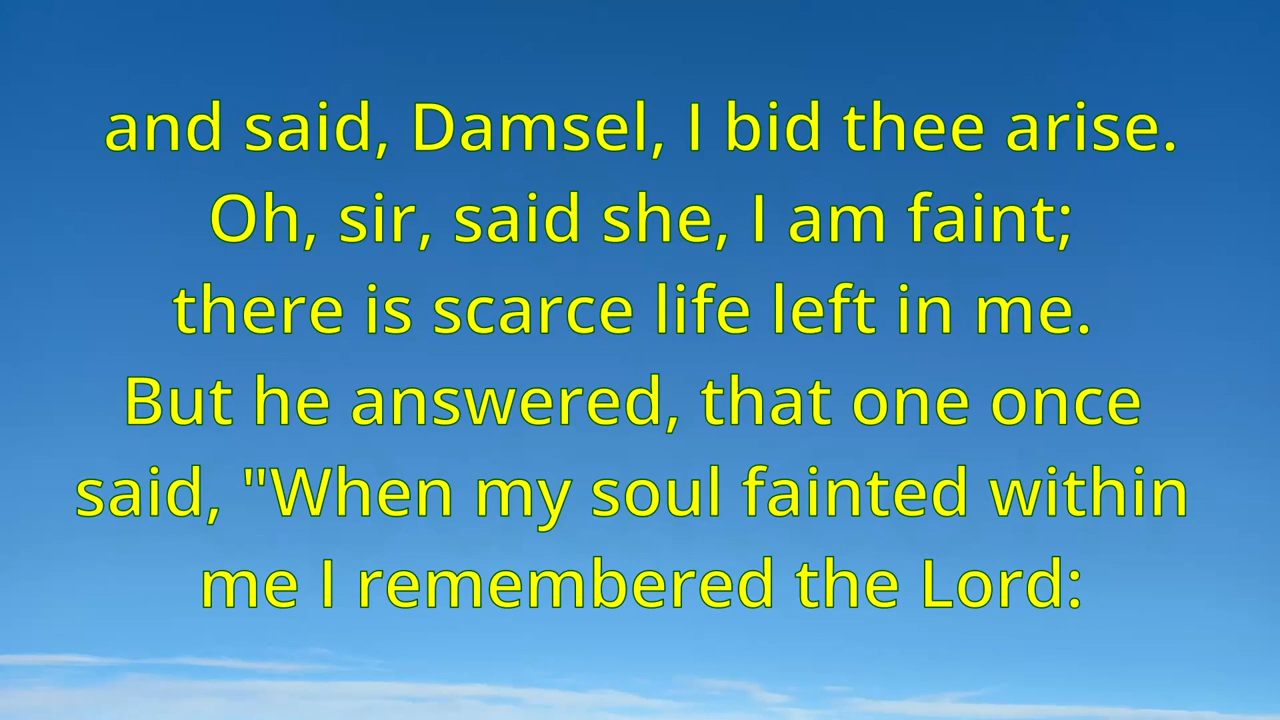 and said, Damsel, I bid thee arise.
Oh, sir, said she, I am faint;
there is scarce life left in me.
But he answered, that one once
said, "When my soul fainted within
me I remembered the Lord: